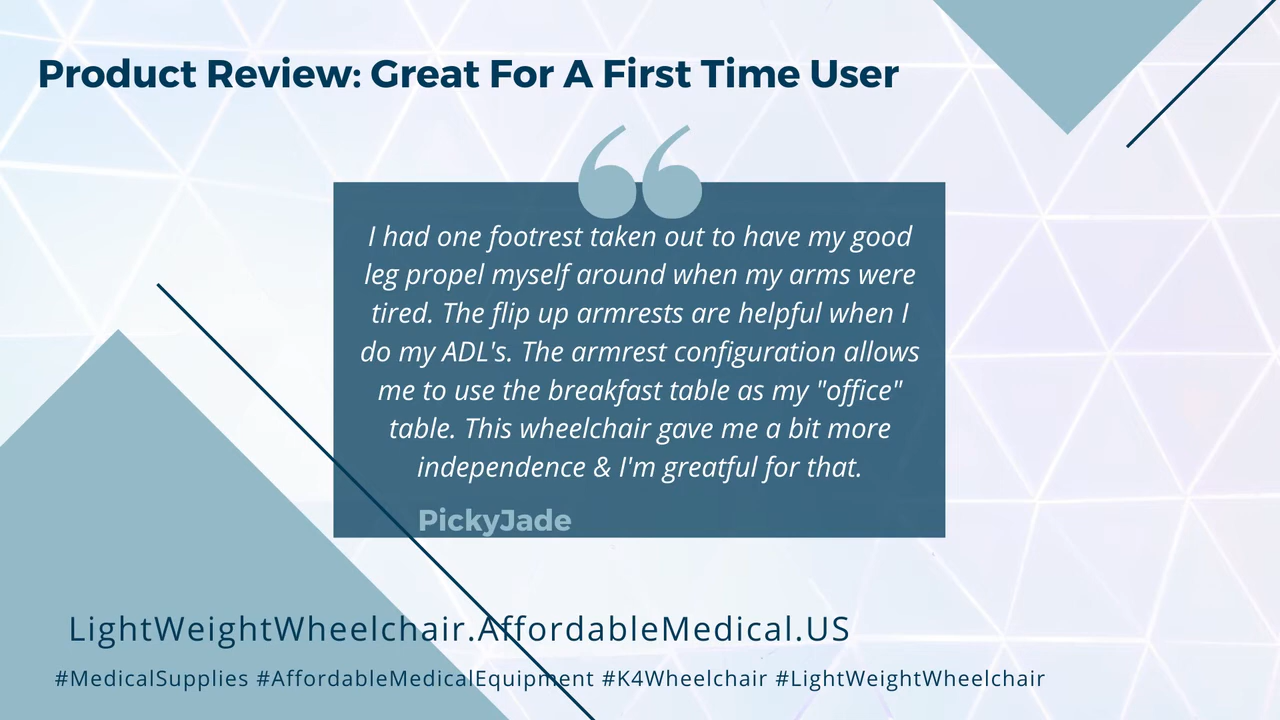 Product Review: Great For A First Time User
I had one footrest taken out to have my good
leg propel myself around when my arms were
tired. The flip up armrests are helpful when I
do my ADL's. The armrest configuration allows
me to use the breakfast table as my "office"
table. This wheelchair gave me a bit more
independence & I'm greatful for that.
PickyJade
LightWeightWheelchair.AffordableMedical.US
#MedicalSupplies #AffordableMedicalEquipment #K4Wheelchair #LightWeightWheelchair